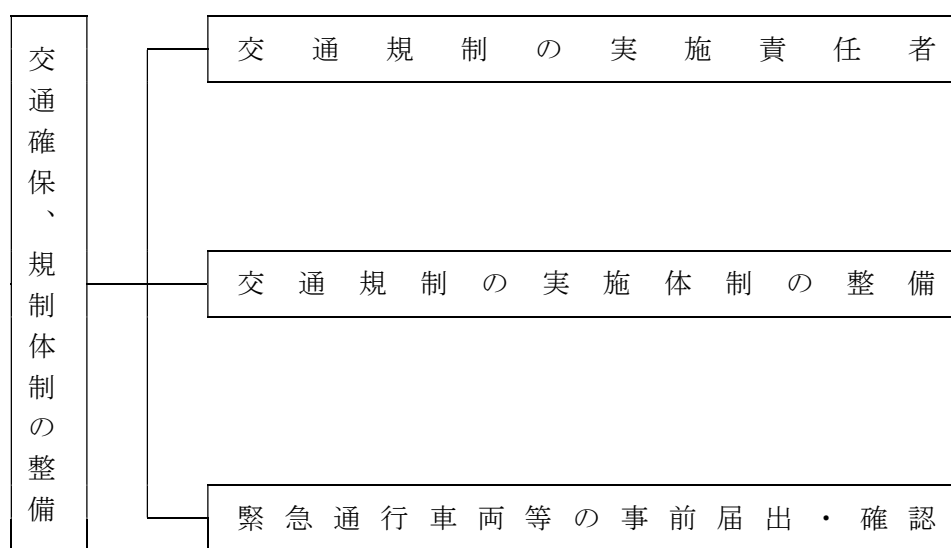 交通確保、規制体制の整備
交通規制の実施責任者
交通規制の実施体制の整備
緊急通行車両等の事前届出・確認